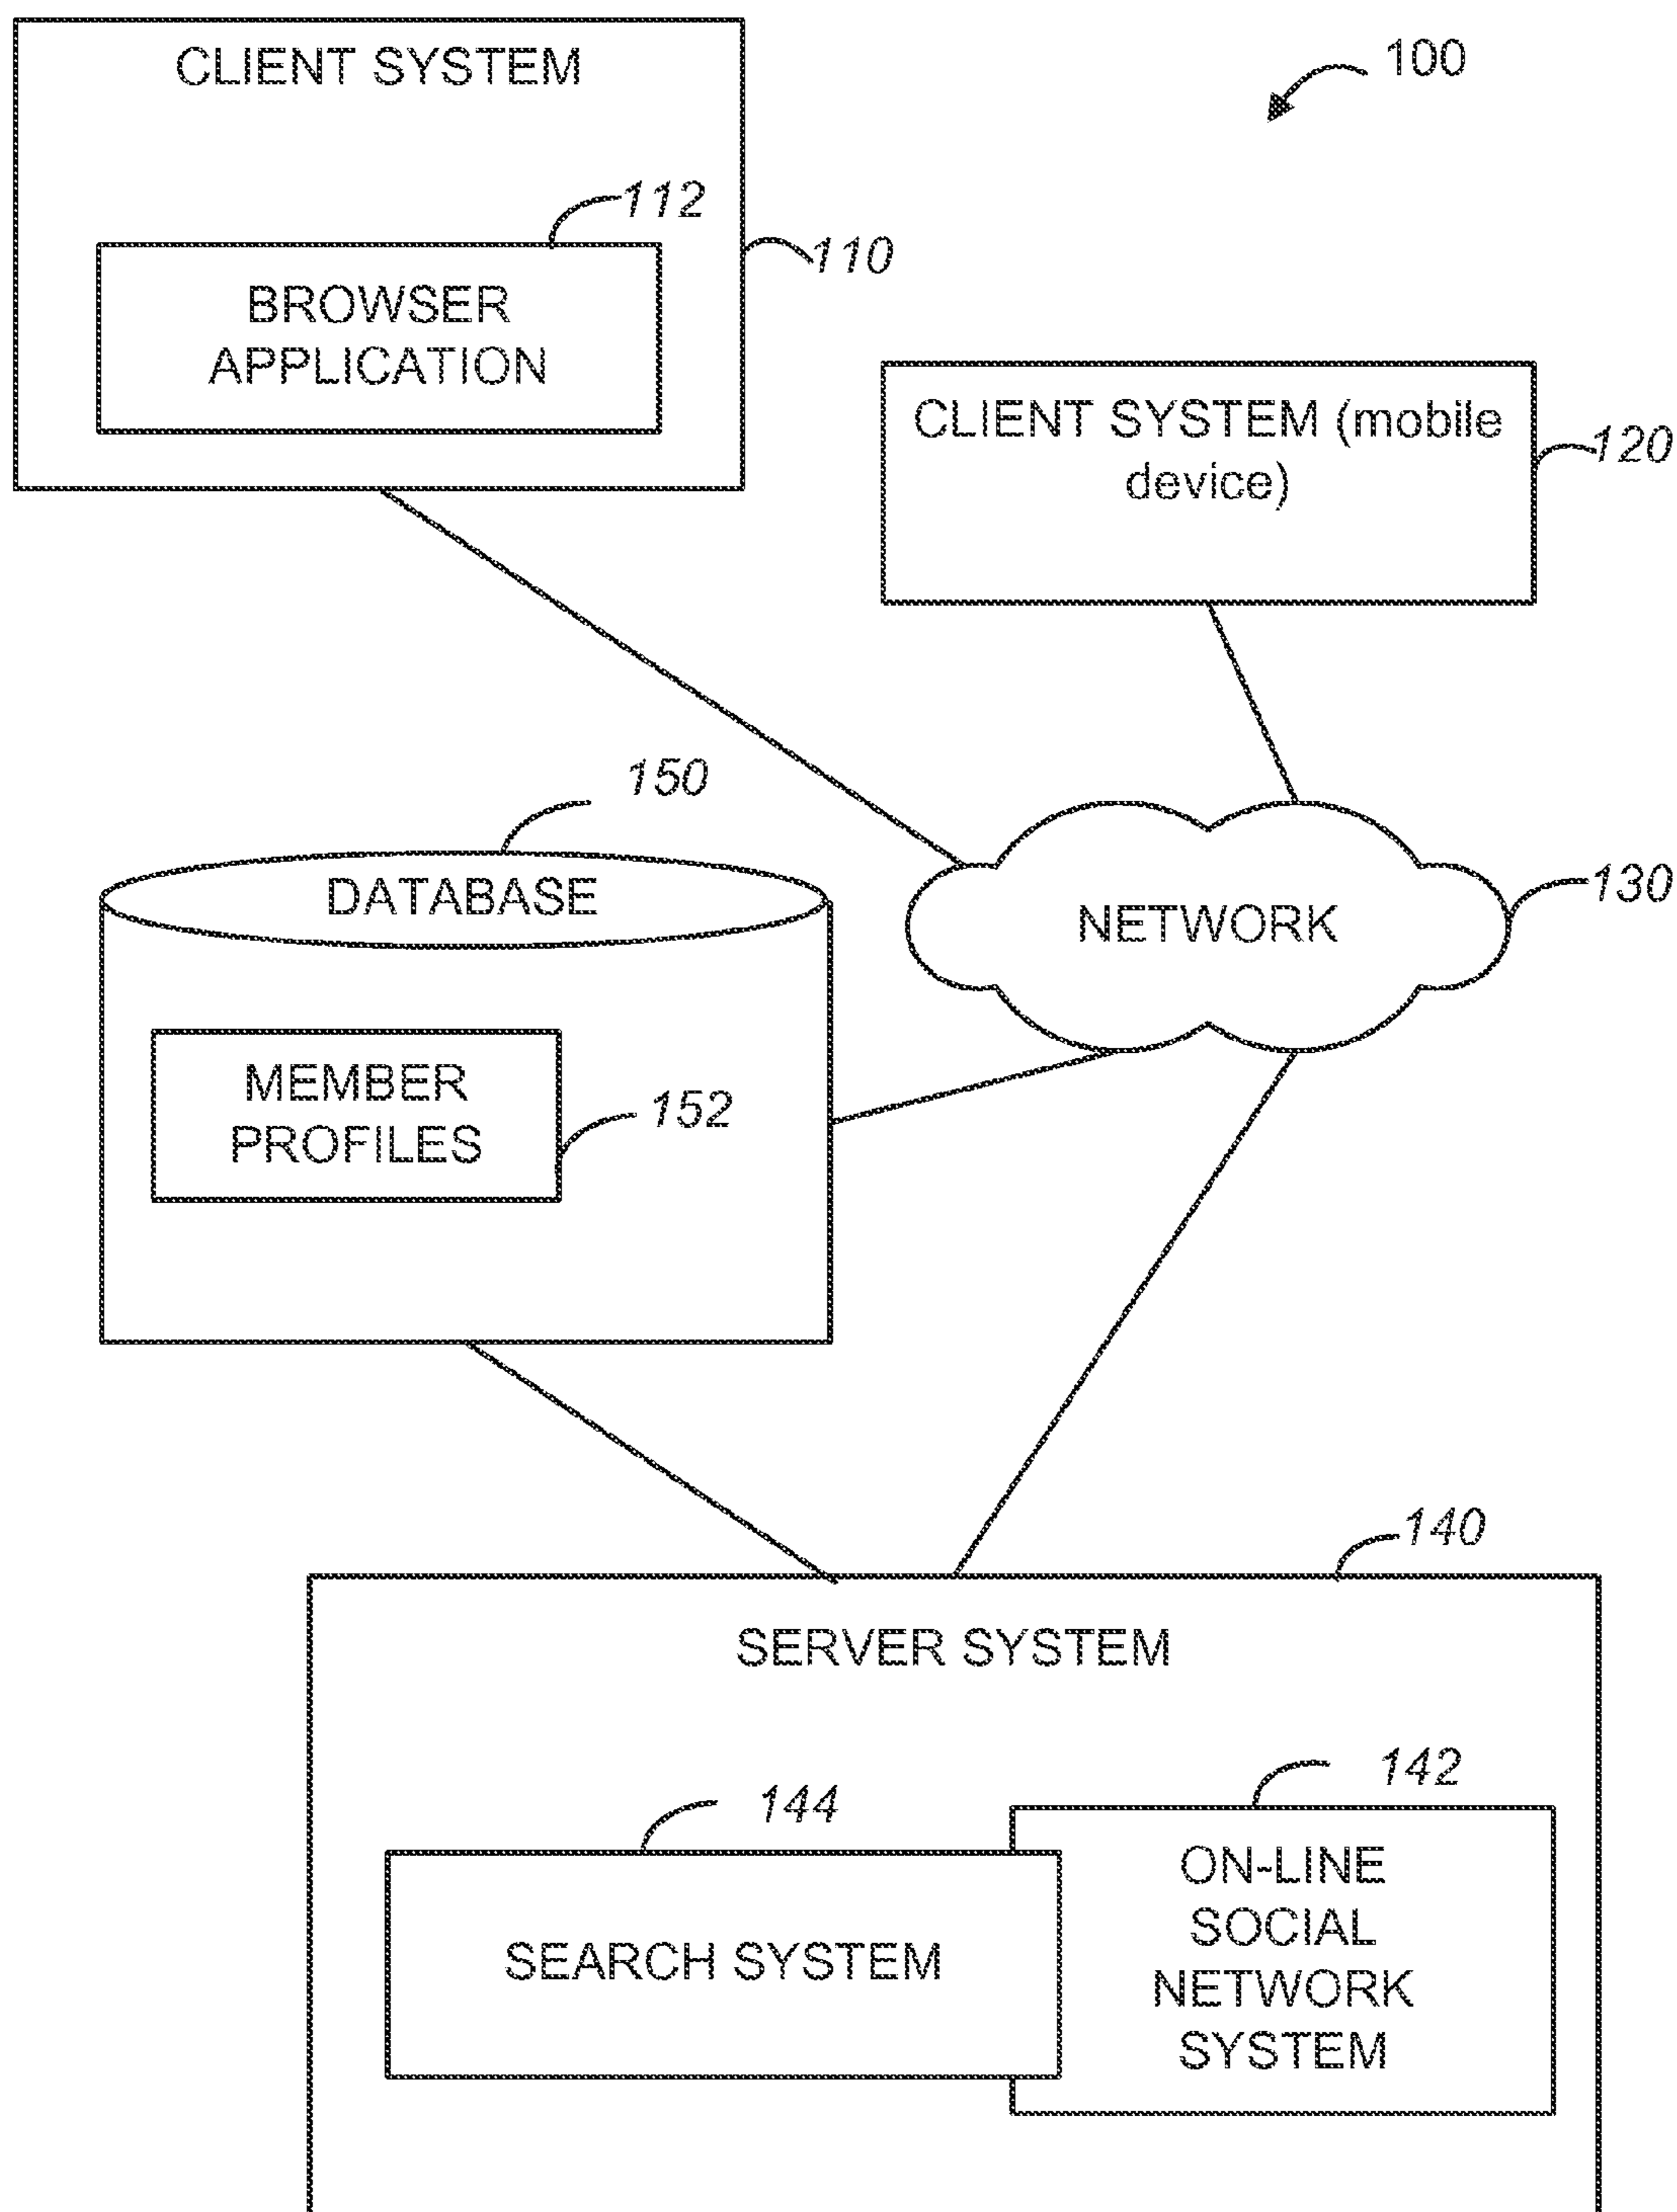 CLIENT SYSTEM
100
112
110
BROWSER
APPLICATION
CLIENT SYSTEM (mobile
device)
120
150
DATABASE
NETWORK
130
MEMBER
PROFILES
152
140
SERVER SYSTEM
144
142
SEARCH SYSTEM
ON-LINE
SOCIAL
NETWORK
SYSTEM